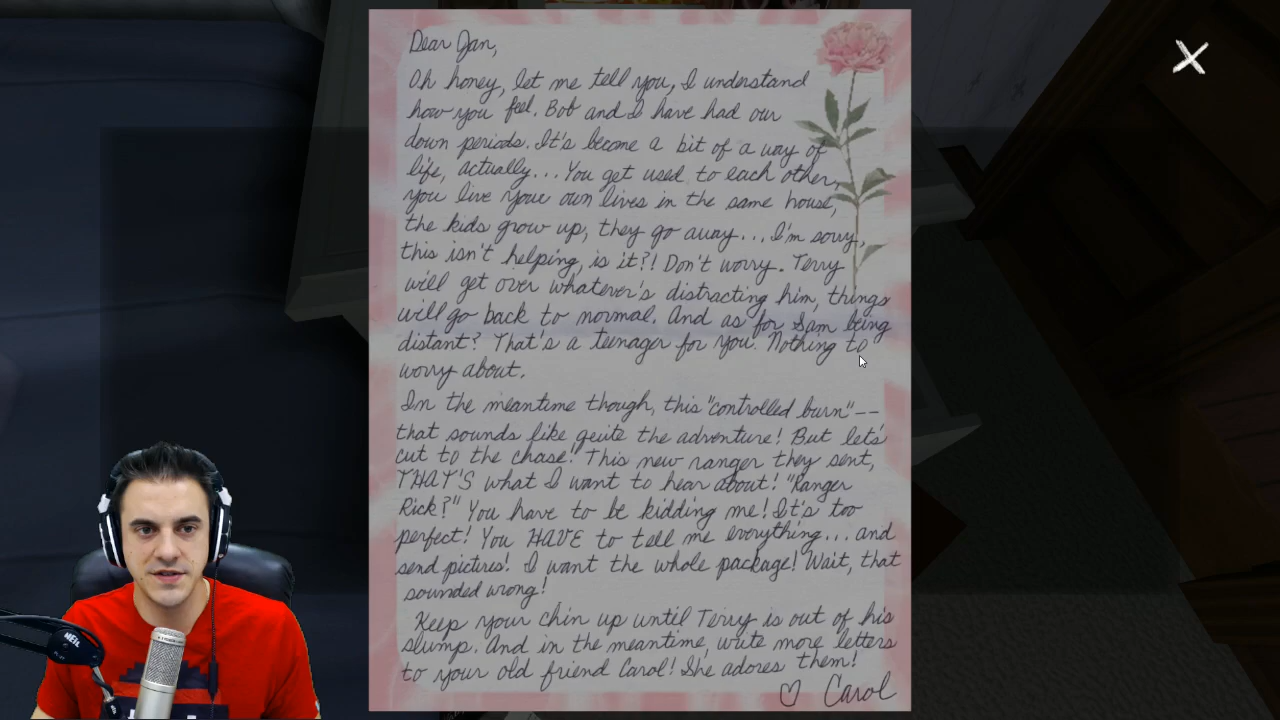 Dear Jan,
Oh honey, let me tell you, I understand
how you feel. Bob and I have had our
down periods. It's become a bit of a way of
life, actually... You get used to each other,
you live your own lives in the same house,
the kids grow up, they go away... I'm sorry,
this isn't helping, is it?! Don't worry. Terry
will get over whatever's distracting him, things
will go back to normal. And as for Sam being
distant? That's a teenager for you. Nothing to
worry about.
In the meantime though, this "controlled burn"--
that sounds like quite the adventure! But let's
cut to the chase! This new ranger they sent,
THAT'S what I want to hear about! "Ranger
Rick?" You have to be kidding me! It's too
perfect! You HAVE to tell me everything... and
send pictures! I want the whole package! Wait, that
sounded wrong!
Keep your chin up until Terry is out of his
slump. And in the meantime, write more letters
to your old friend Carol! She adores them!
♡ Carol
HEIL